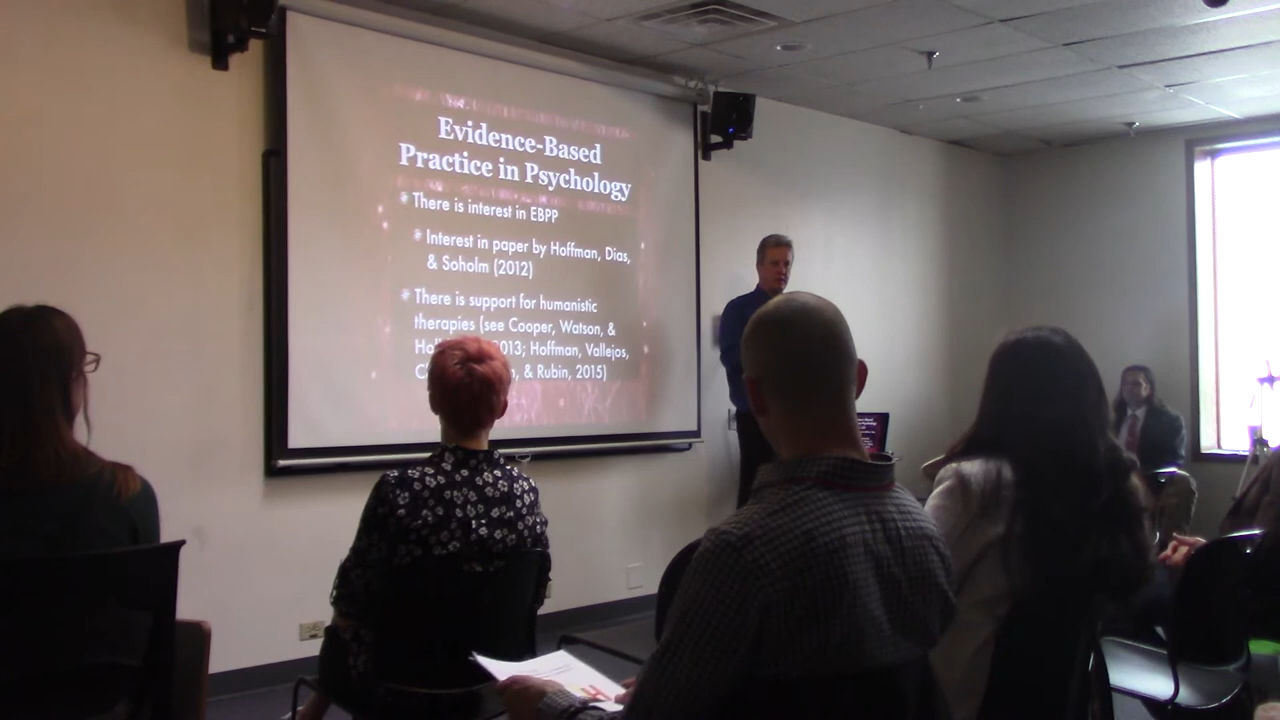 Evidence-Based
Practice in Psychology
There is interest in EBPP
Interest in paper by Hoffman, Dias,
& Soholm (2012)
There is support for humanistic
therapies (see Cooper, Watson, &
2013; Hoffman, Vallejos,
& Rubin, 2015)